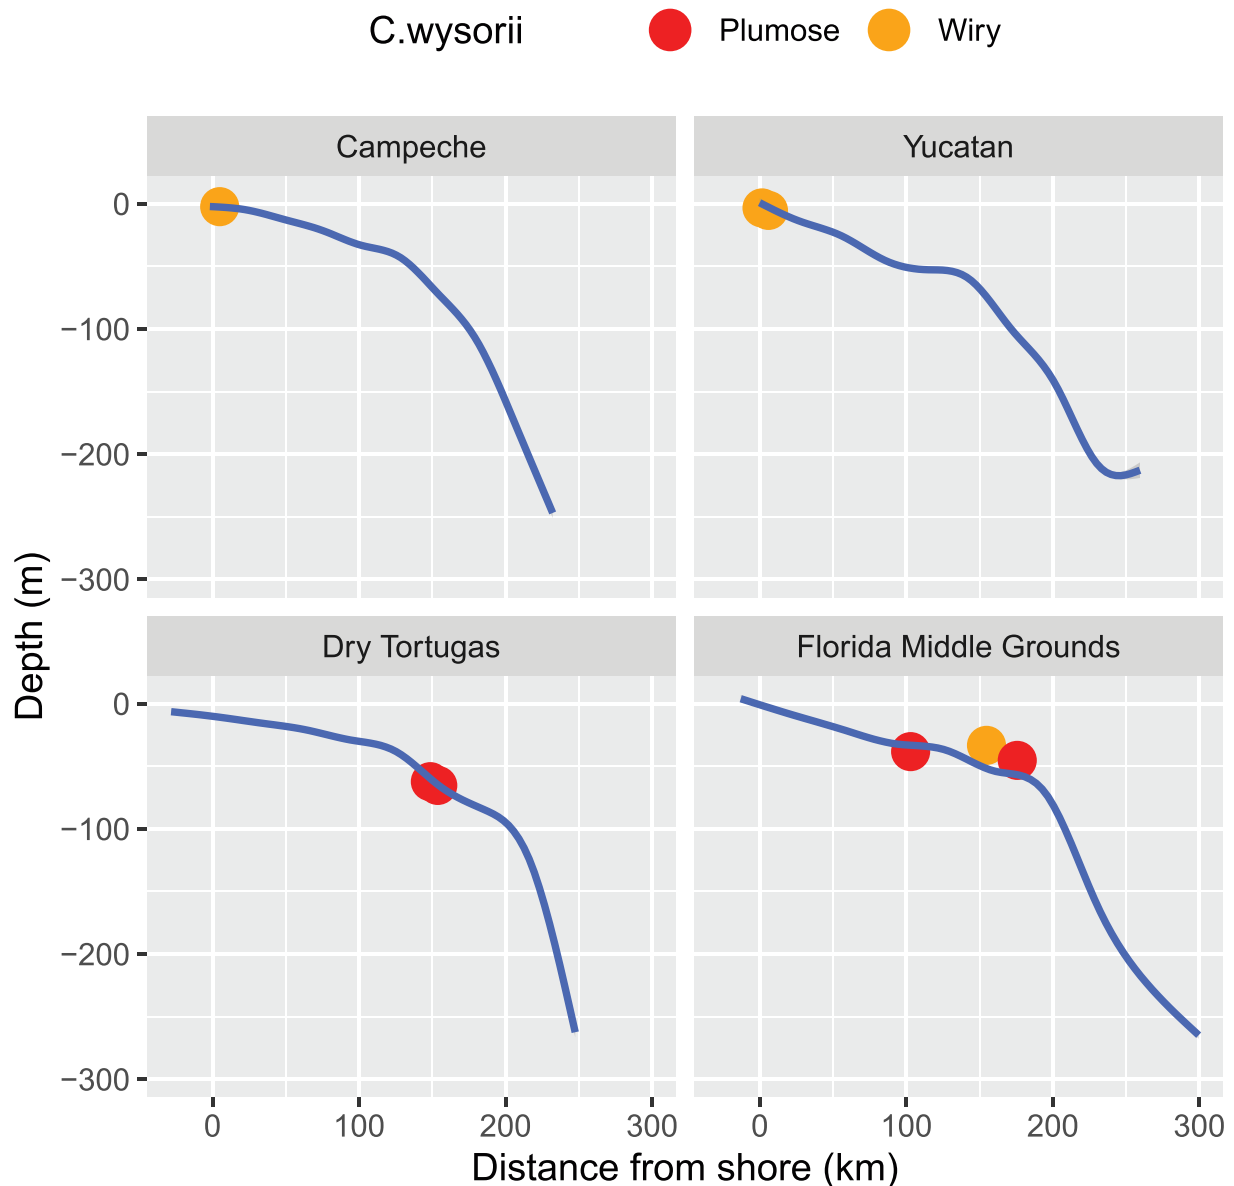 C.wysorii Plumose Wiry
Campeche Yucatan
0
−100
−200
−300
Depth (m)
Dry Tortugas Florida Middle Grounds
0
−100
−200
−300
0 100 200 300 0 100 200 300
Distance from shore (km)